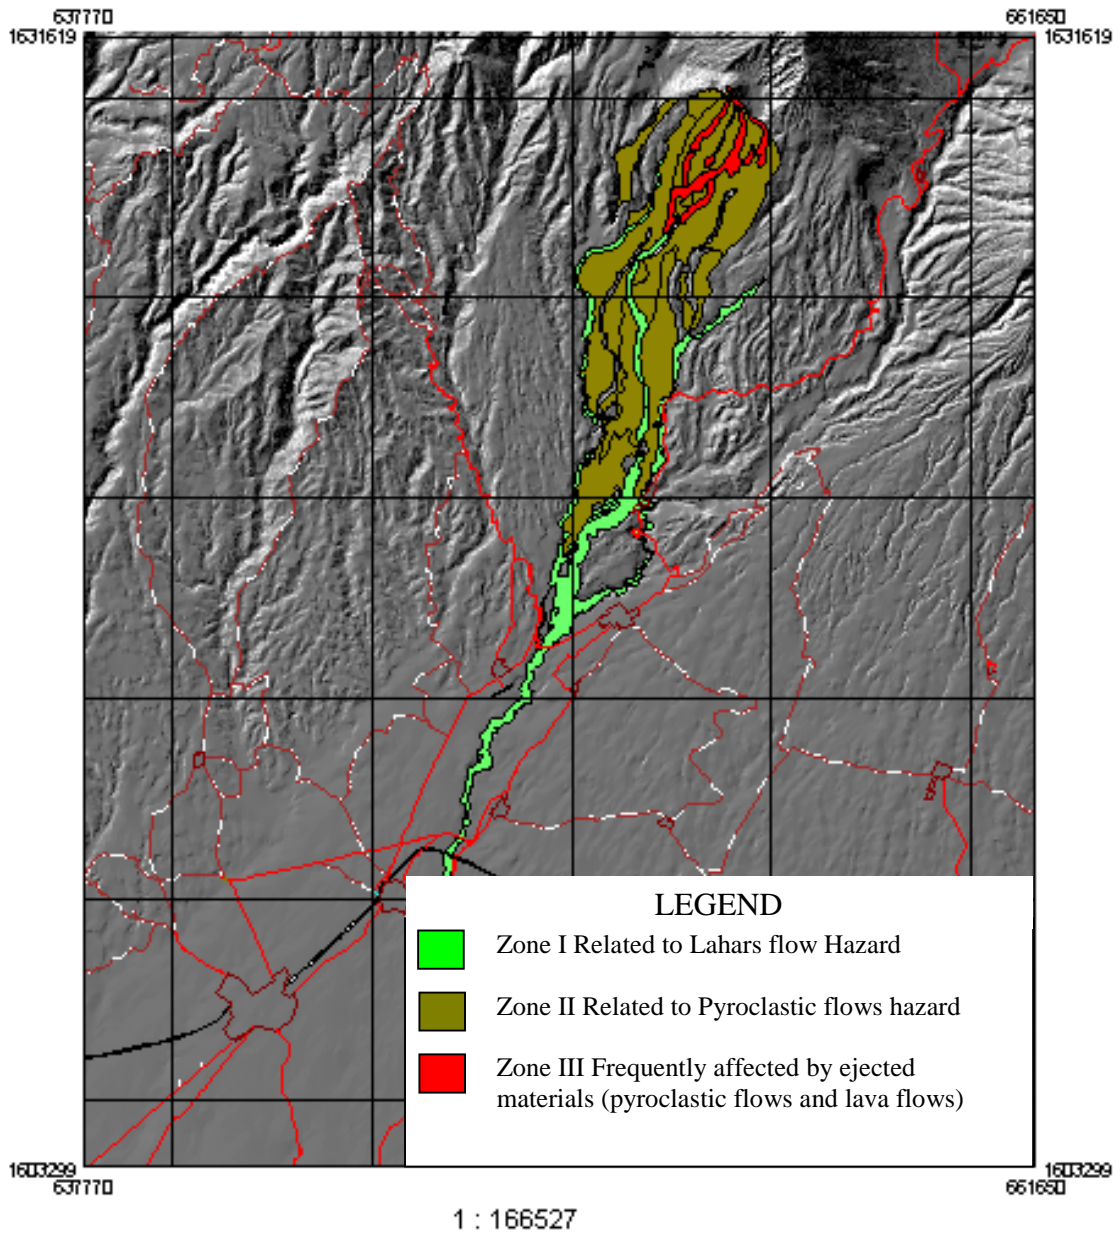 637770 661650
1631619 1631619
LEGEND
Zone I Related to Lahars flow Hazard
Zone II Related to Pyroclastic flows hazard
Zone III Frequently affected by ejected
materials (pyroclastic flows and lava flows)
1603299 1603299
637770 661650
1 : 166527